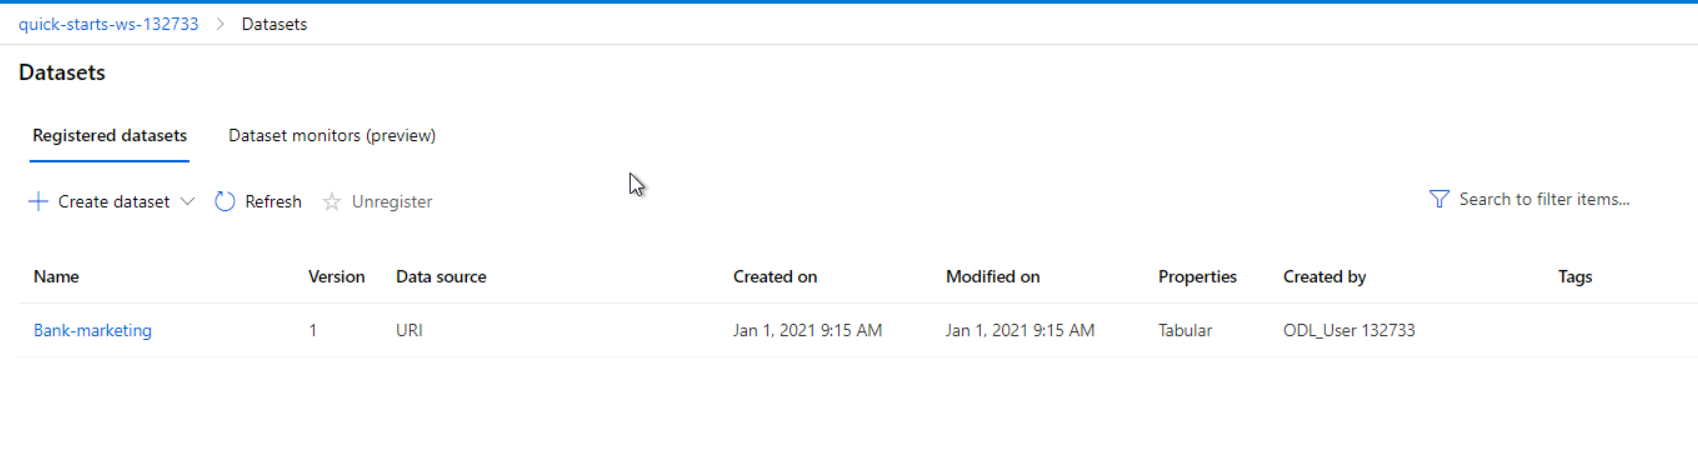 quick-starts-ws-132733 > Datasets
Datasets
Registered datasets Dataset monitors (preview)
Create dataset Refresh Unregister Search to filter items...
Name Version Data source Created on Modified on Properties Created by Tags
Bank-marketing 1 URI Jan 1, 2021 9:15 AM Jan 1, 2021 9:15 AM Tabular ODL_User 132733